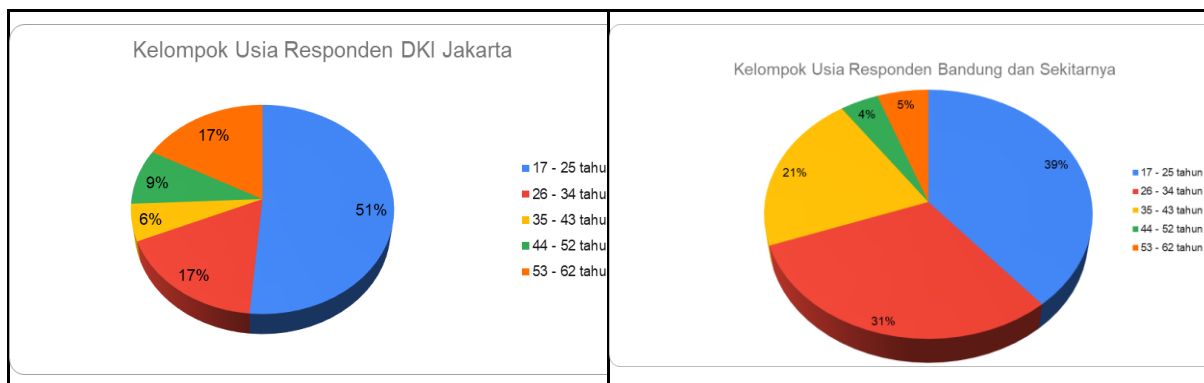 Kelompok Usia Responden DKI Jakarta
17%
9%
6%
17%
51%
17 - 25 tahu
26 - 34 tahu
35 - 43 tahu
44 - 52 tahu
53 - 62 tahu
Kelompok Usia Responden Bandung dan Sekitarnya
5%
4%
39%
21%
31%
17 - 25 tahun
26 - 34 tahun
35 - 43 tahun
44 - 52 tahun
53 - 62 tahun